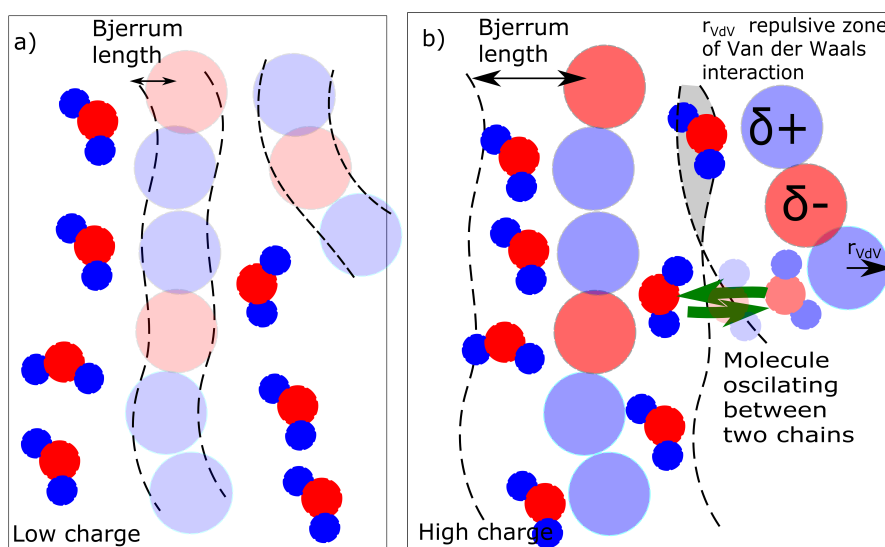 a)
Bjerrum
length
Low charge
b)
Bjerrum
length
r_VdV repulsive zone
of Van der Waals
interaction
δ+
δ-
r_VdV
Molecule
oscilating
between
two chains
High charge